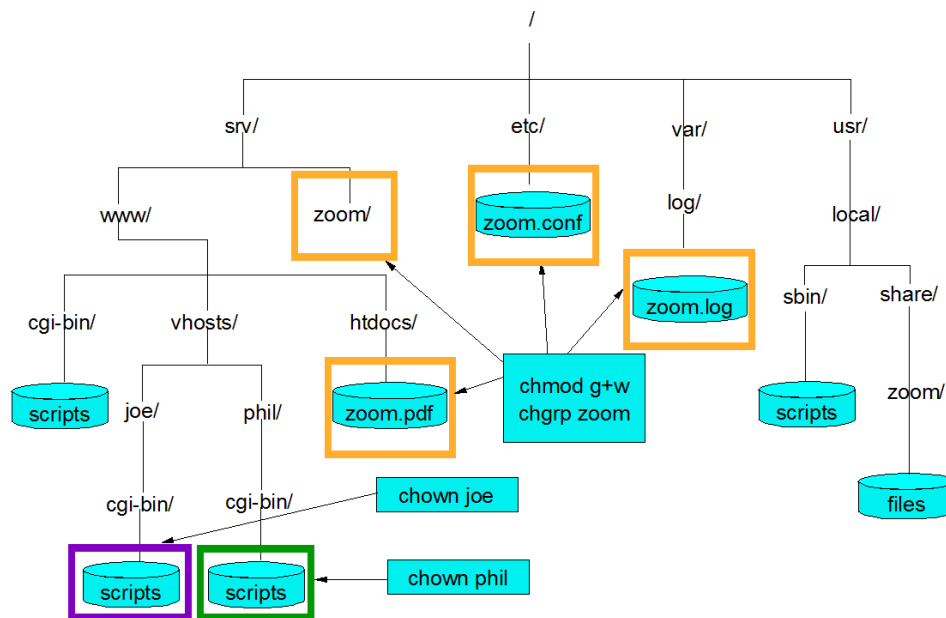 /
srv/
etc/
var/
usr/
www/
zoom/
zoom.conf
log/
local/
cgi-bin/
vhosts/
htdocs/
zoom.log
sbin/
share/
scripts
joe/
phil/
zoom.pdf
chmod g+w
chgrp zoom
scripts
zoom/
cgi-bin/
cgi-bin/
chown joe
files
scripts
scripts
chown phil